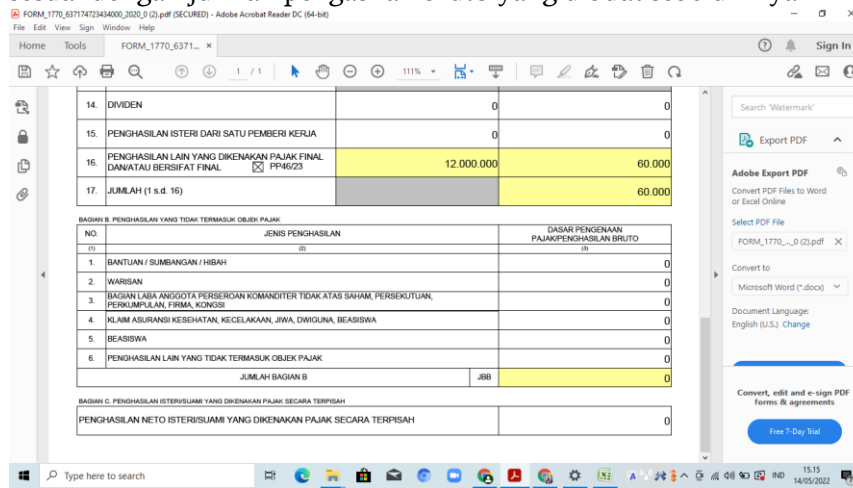 FORM_1770_637174723434000_2020_0 (2).pdf (SECURED) - Adobe Acrobat Reader DC (64-bit)
File Edit View Sign Window Help
Home Tools FORM_1770_6371... × Sign In
1 / 1 111%
14. DIVIDEN 0 0
15. PENGHASILAN ISTERI DARI SATU PEMBERI KERJA 0 0
16. PENGHASILAN LAIN YANG DIKENAKAN PAJAK FINAL
DAN/ATAU BERSIFAT FINAL PP46/23 12.000.000 60.000
17. JUMLAH (1 s.d. 16) 60.000
BAGIAN B. PENGHASILAN YANG TIDAK TERMASUK OBJEK PAJAK
NO. JENIS PENGHASILAN DASAR PENGENAAN
PAJAK/PENGHASILAN BRUTO
(1) (2) (3)
1. BANTUAN / SUMBANGAN / HIBAH 0
2. WARISAN 0
3. BAGIAN LABA ANGGOTA PERSEROAN KOMANDITER TIDAK ATAS SAHAM, PERSEKUTUAN,
PERKUMPULAN, FIRMA, KONGSI 0
4. KLAIM ASURANSI KESEHATAN, KECELAKAAN, JIWA, DWIGUNA, BEASISWA 0
5. BEASISWA 0
6. PENGHASILAN LAIN YANG TIDAK TERMASUK OBJEK PAJAK 0
JUMLAH BAGIAN B JBB 0
BAGIAN C. PENGHASILAN ISTERI/SUAMI YANG DIKENAKAN PAJAK SECARA TERPISAH
PENGHASILAN NETO ISTERI/SUAMI YANG DIKENAKAN PAJAK SECARA TERPISAH 0
Search 'Watermark'
Export PDF
Adobe Export PDF
Convert PDF Files to Word
or Excel Online
Select PDF File
FORM_1770_..._0 (2).pdf ×
Convert to
Microsoft Word (*.docx)
Document Language:
English (U.S.) Change
Convert, edit and e-sign PDF
forms & agreements
Free 7-Day Trial
Type here to search
IND
15.15
14/05/2022